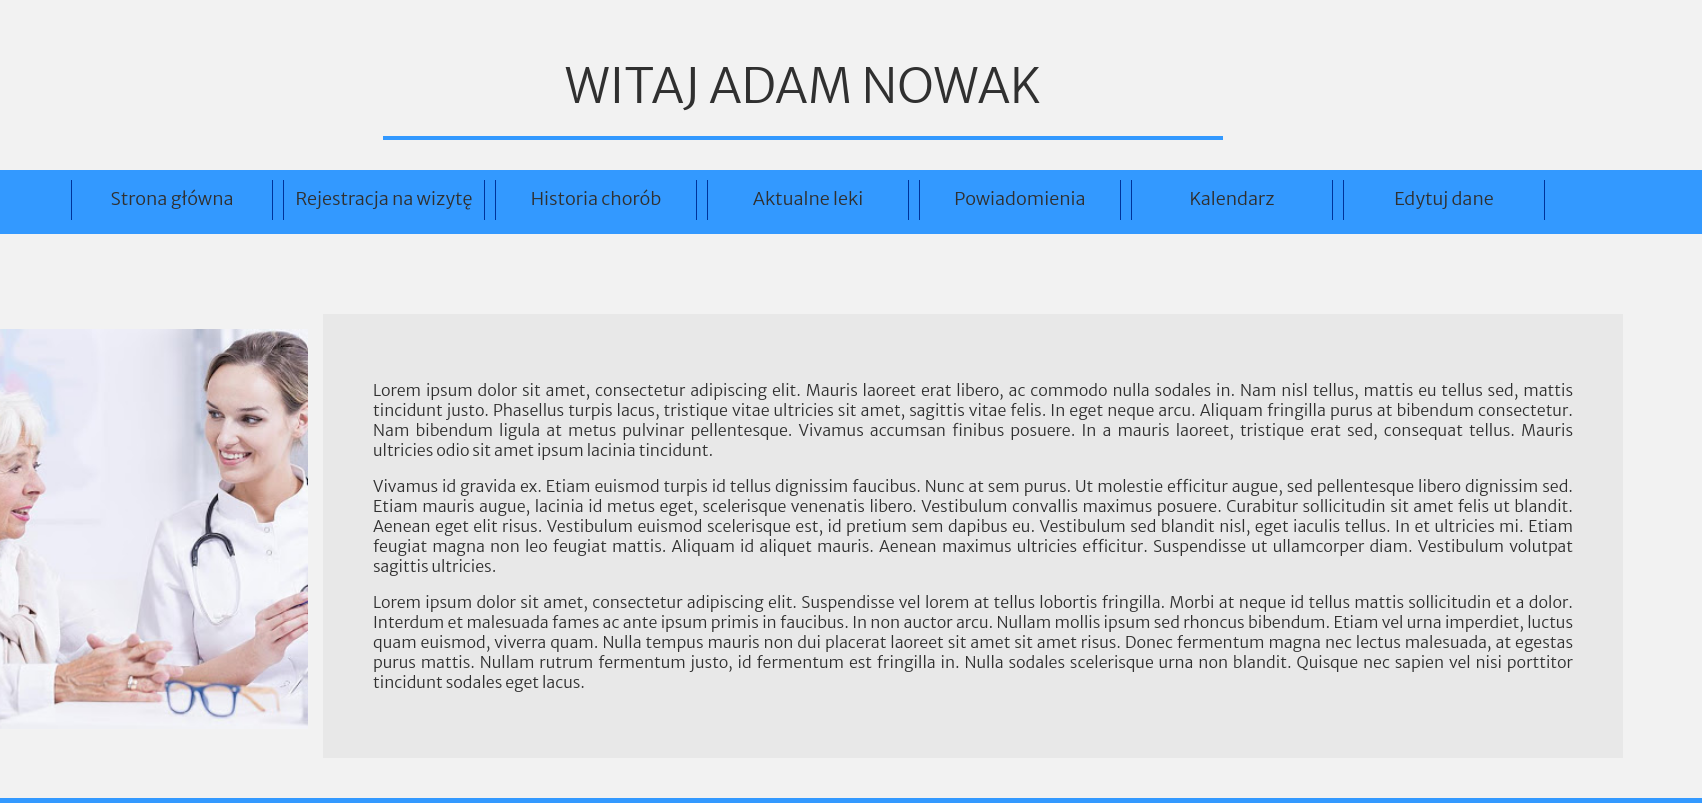 WITAJ ADAM NOWAK
Strona główna
Rejestracja na wizytę
Historia chorób
Aktualne leki
Powiadomienia
Kalendarz
Edytuj dane
Lorem ipsum dolor sit amet, consectetur adipiscing elit. Mauris laoreet erat libero, ac commodo nulla sodales in. Nam nisl tellus, mattis eu tellus sed, mattis
tincidunt justo. Phasellus turpis lacus, tristique vitae ultricies sit amet, sagittis vitae felis. In eget neque arcu. Aliquam fringilla purus at bibendum consectetur.
Nam bibendum ligula at metus pulvinar pellentesque. Vivamus accumsan finibus posuere. In a mauris laoreet, tristique erat sed, consequat tellus. Mauris
ultricies odio sit amet ipsum lacinia tincidunt.
Vivamus id gravida ex. Etiam euismod turpis id tellus dignissim faucibus. Nunc at sem purus. Ut molestie efficitur augue, sed pellentesque libero dignissim sed.
Etiam mauris augue, lacinia id metus eget, scelerisque venenatis libero. Vestibulum convallis maximus posuere. Curabitur sollicitudin sit amet felis ut blandit.
Aenean eget elit risus. Vestibulum euismod scelerisque est, id pretium sem dapibus eu. Vestibulum sed blandit nisl, eget iaculis tellus. In et ultricies mi. Etiam
feugiat magna non leo feugiat mattis. Aliquam id aliquet mauris. Aenean maximus ultricies efficitur. Suspendisse ut ullamcorper diam. Vestibulum volutpat
sagittis ultricies.
Lorem ipsum dolor sit amet, consectetur adipiscing elit. Suspendisse vel lorem at tellus lobortis fringilla. Morbi at neque id tellus mattis sollicitudin et a dolor.
Interdum et malesuada fames ac ante ipsum primis in faucibus. In non auctor arcu. Nullam mollis ipsum sed rhoncus bibendum. Etiam vel urna imperdiet, luctus
quam euismod, viverra quam. Nulla tempus mauris non dui placerat laoreet sit amet sit amet risus. Donec fermentum magna nec lectus malesuada, at egestas
purus mattis. Nullam rutrum fermentum justo, id fermentum est fringilla in. Nulla sodales scelerisque urna non blandit. Quisque nec sapien vel nisi porttitor
tincidunt sodales eget lacus.